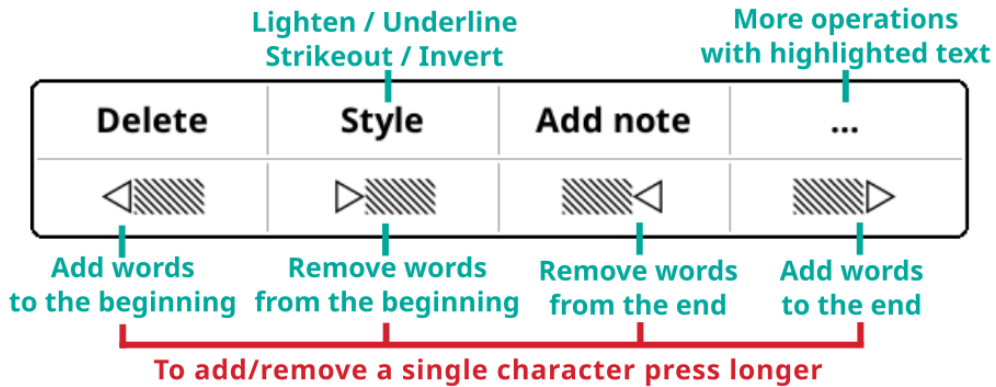 Lighten / Underline
Strikeout / Invert
More operations
with highlighted text
Delete
Style
Add note
...
Add words
to the beginning
Remove words
from the beginning
Remove words
from the end
Add words
to the end
To add/remove a single character press longer